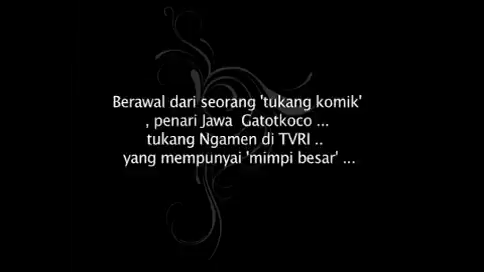 Berawal dari seorang 'tukang komik'
, penari Jawa  Gatotkoco ...
tukang Ngamen di TVRI ..
yang mempunyai 'mimpi besar' ...